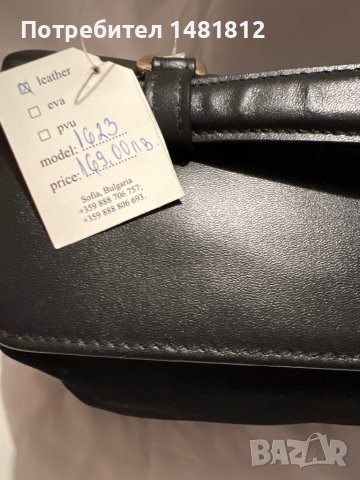 Потребител 1481812
leather
eva
pvu
model: 1623
price: 169.00лв.
Sofia, Bulgaria
+359 888 706 757;
+359 888 806 693.
BAZAR